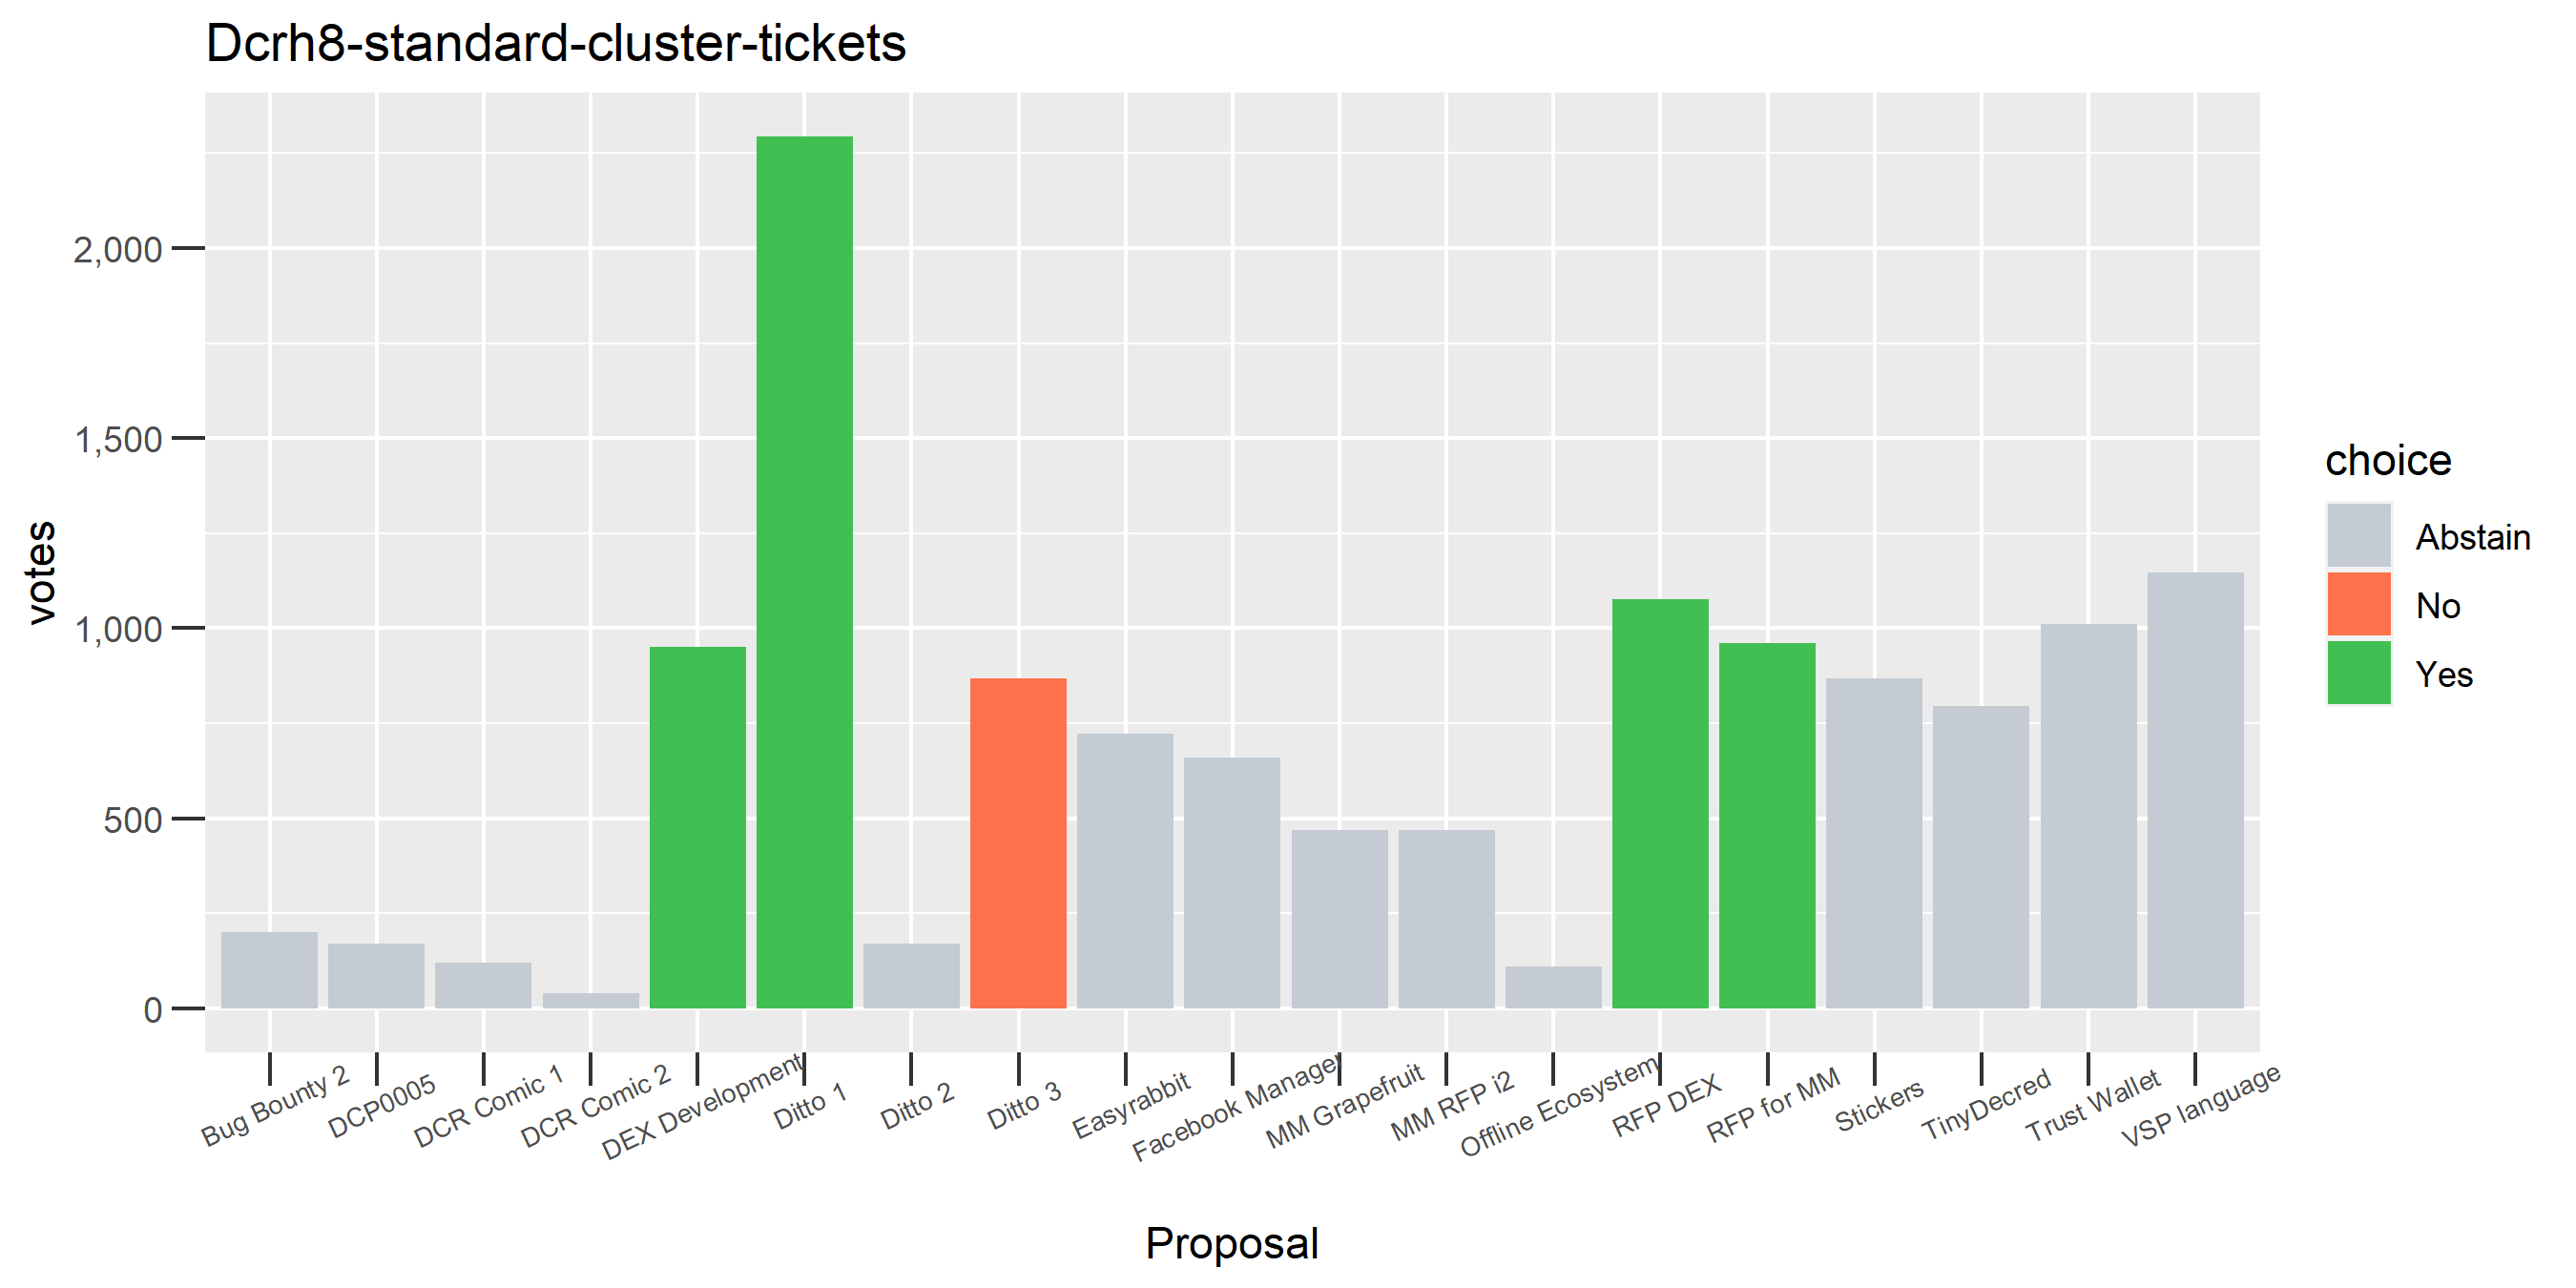 Dcrh8-standard-cluster-tickets
votes
2,000
1,500
1,000
500
0
Bug Bounty 2
DCP0005
DCR Comic 1
DCR Comic 2
DEX Development
Ditto 1
Ditto 2
Ditto 3
Easyrabbit
Facebook Manager
MM Grapefruit
MM RFP i2
Offline Ecosystem
RFP DEX
RFP for MM
Stickers
TinyDecred
Trust Wallet
VSP language
Proposal
choice
Abstain
No
Yes